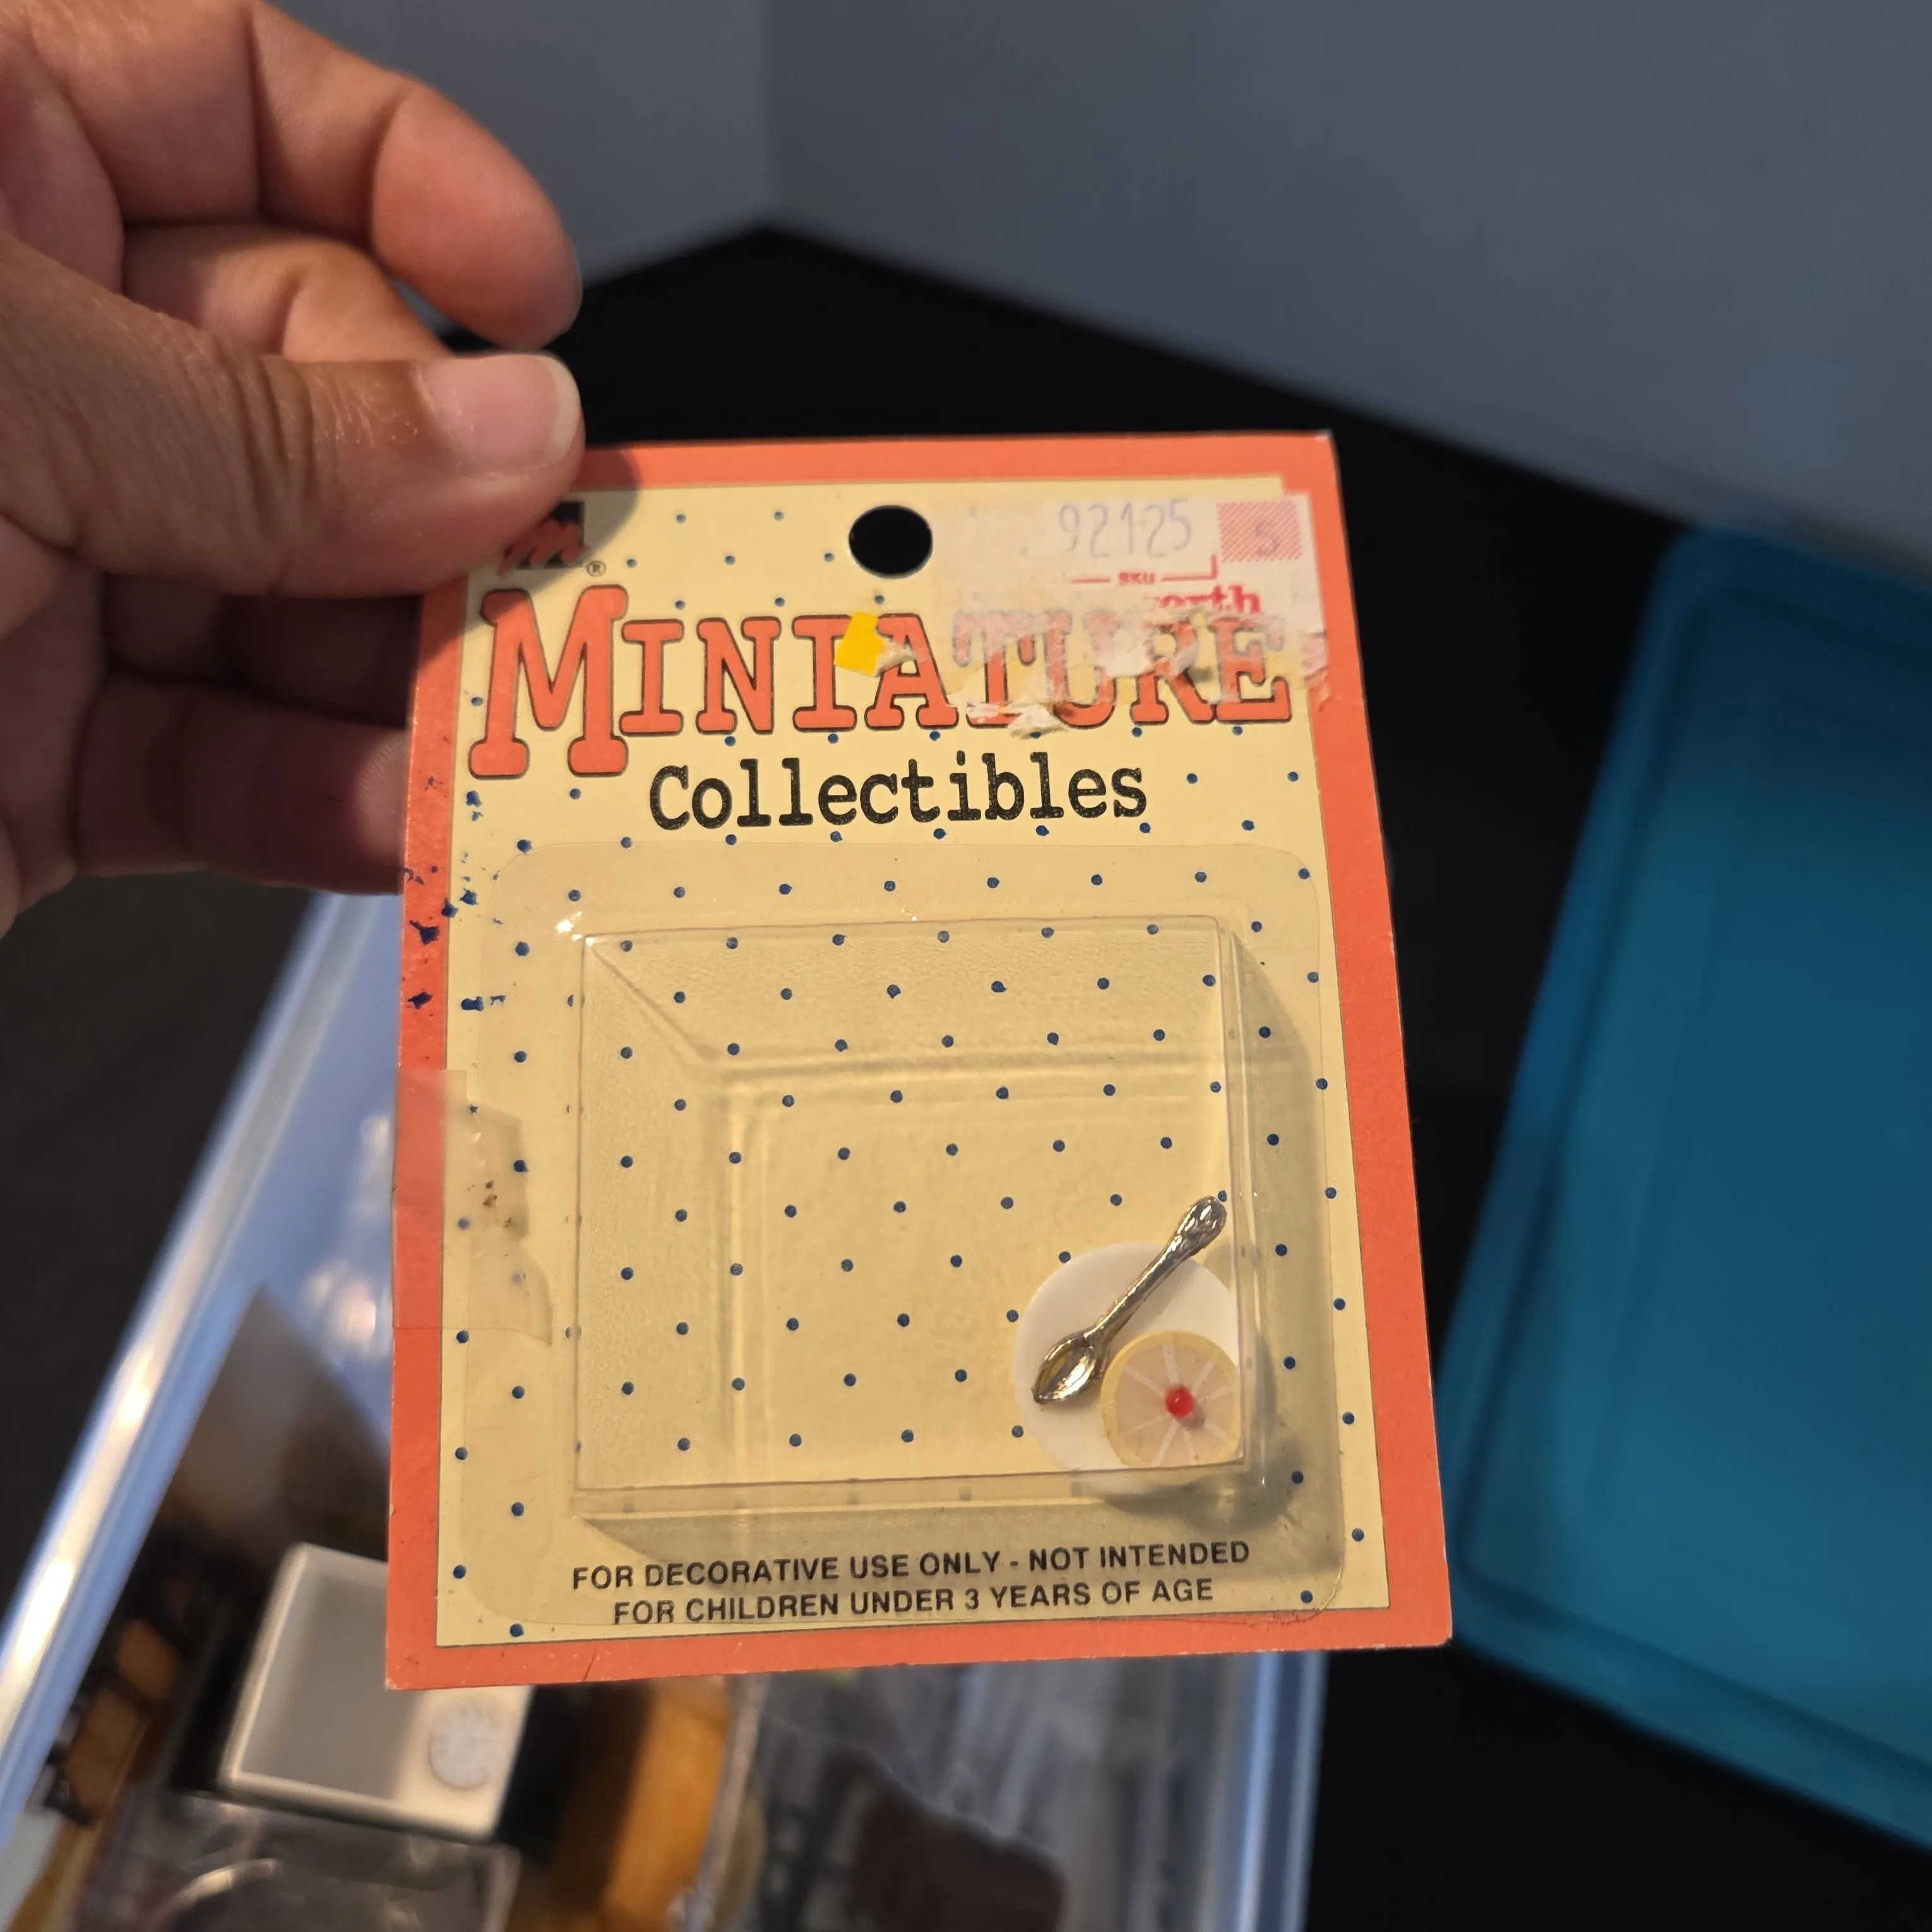 92125 S
SKU
m®
MINIATURE
Collectibles
FOR DECORATIVE USE ONLY - NOT INTENDED
FOR CHILDREN UNDER 3 YEARS OF AGE